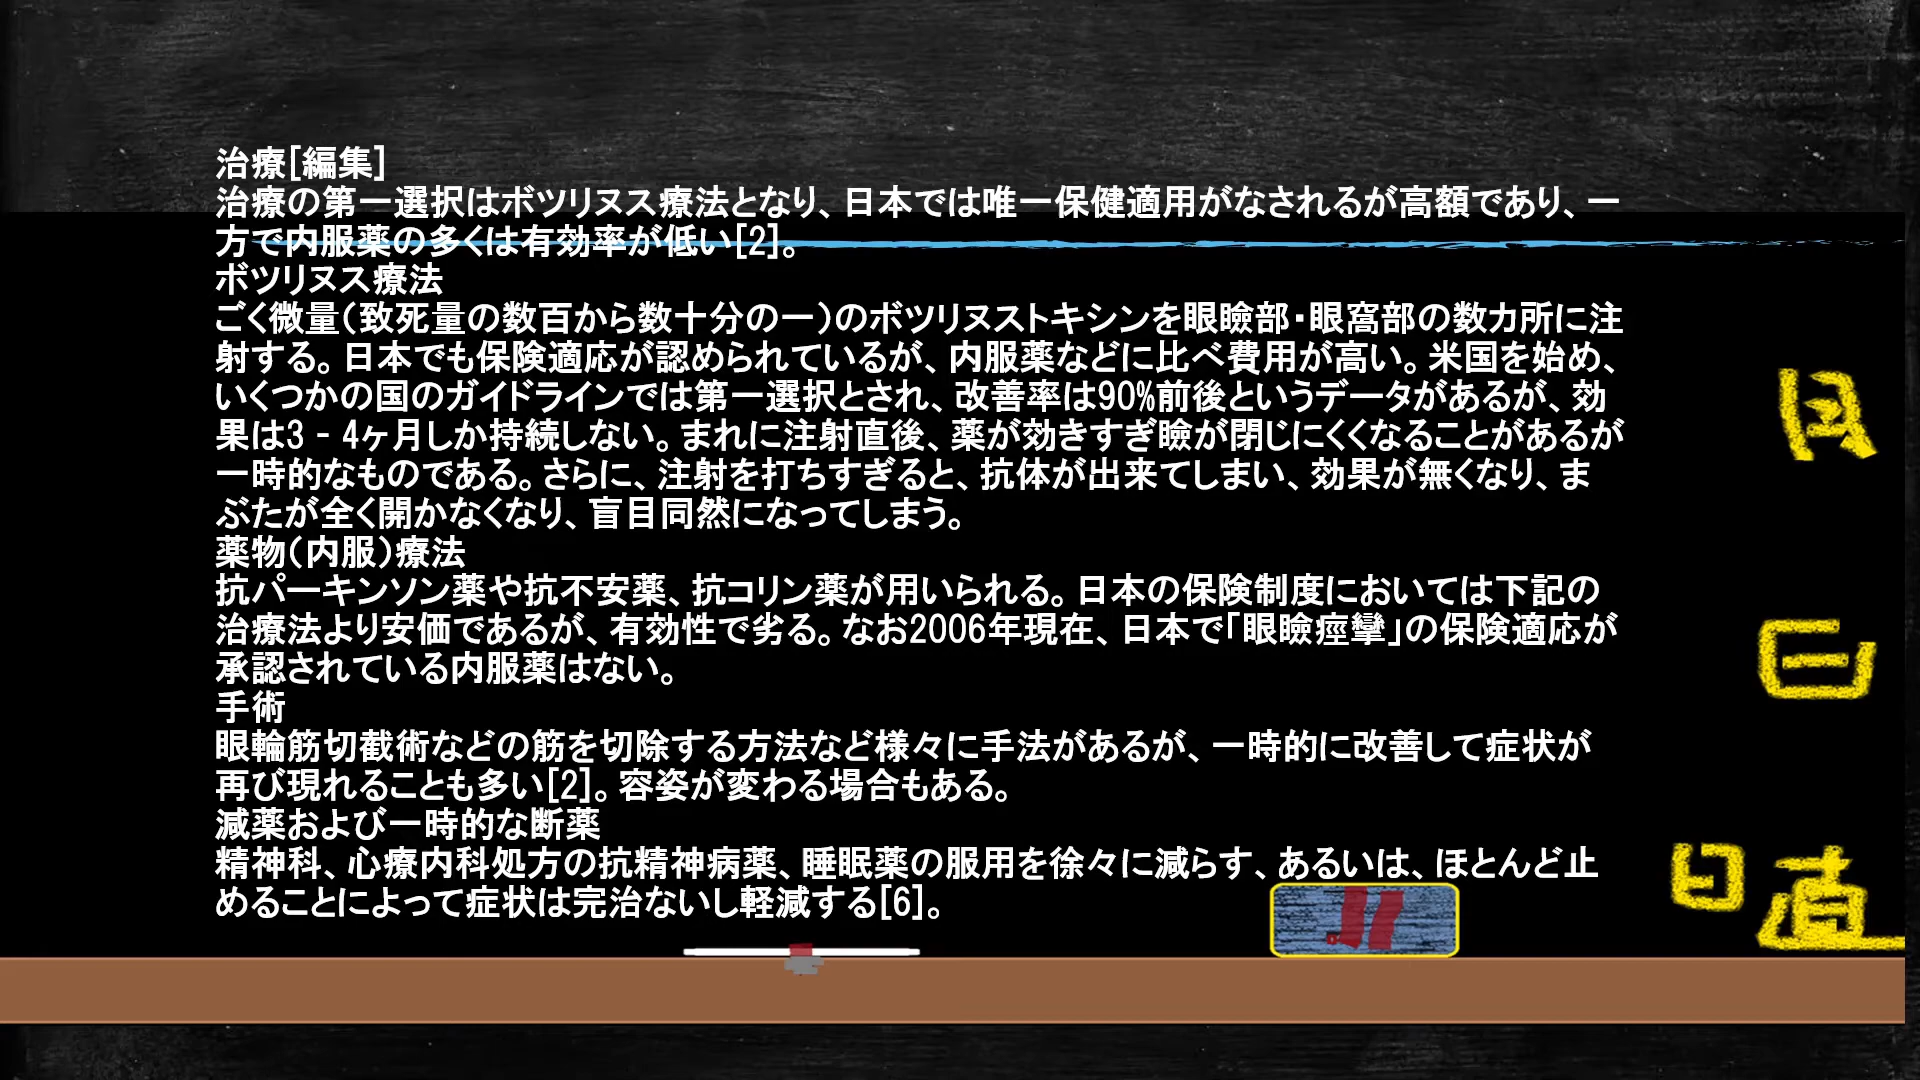 治療[編集]
治療の第一選択はボツリヌス療法となり、日本では唯一保健適用がなされるが高額であり、一
方で内服薬の多くは有効率が低い[2]。
ボツリヌス療法
ごく微量(致死量の数百から数十分の一)のボツリヌストキシンを眼瞼部・眼窩部の数カ所に注
射する。日本でも保険適応が認められているが、内服薬などに比べ費用が高い。米国を始め、
いくつかの国のガイドラインでは第一選択とされ、改善率は90%前後というデータがあるが、効
果は3‐4ヶ月しか持続しない。まれに注射直後、薬が効きすぎ瞼が閉じにくくなることがあるが
一時的なものである。さらに、注射を打ちすぎると、抗体が出来てしまい、効果が無くなり、ま
ぶたが全く開かなくなり、盲目同然になってしまう。
薬物(内服)療法
抗パーキンソン薬や抗不安薬、抗コリン薬が用いられる。日本の保険制度においては下記の
治療法より安価であるが、有効性で劣る。なお2006年現在、日本で「眼瞼痙攣」の保険適応が
承認されている内服薬はない。
手術
眼輪筋切截術などの筋を切除する方法など様々に手法があるが、一時的に改善して症状が
再び現れることも多い[2]。容姿が変わる場合もある。
減薬および一時的な断薬
精神科、心療内科処方の抗精神病薬、睡眠薬の服用を徐々に減らす、あるいは、ほとんど止
めることによって症状は完治ないし軽減する[6]。
日直